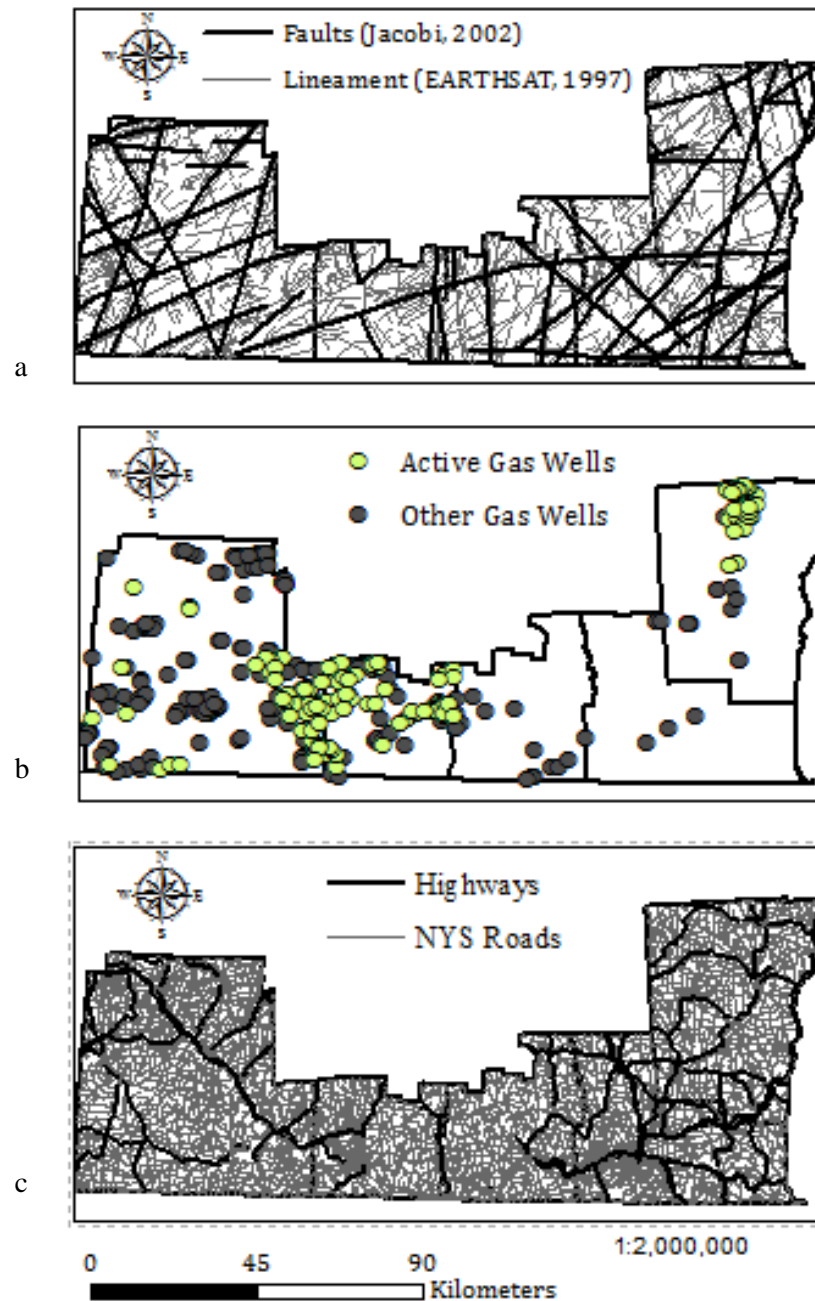 N
W E
S
Faults (Jacobi, 2002)
Lineament (EARTHSAT, 1997)
a
N
W E
S
Active Gas Wells
Other Gas Wells
b
N
W E
S
Highways
NYS Roads
c
1:2,000,000
0 45 90
Kilometers